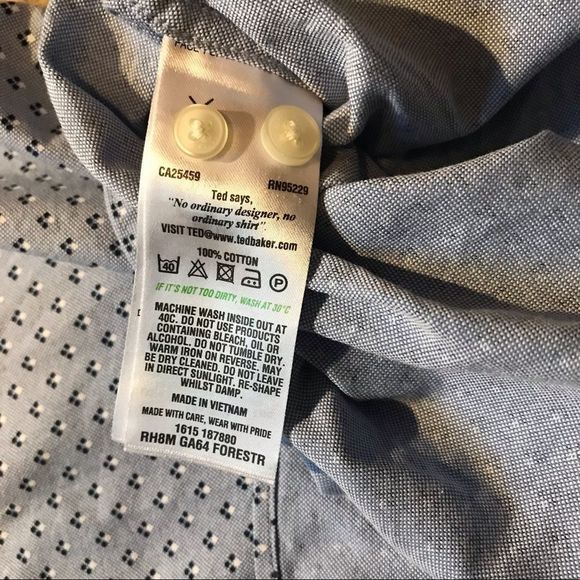 CA25459 RN95229
Ted says,
"No ordinary designer, no
ordinary shirt"
VISIT TED@www.tedbaker.com
100% COTTON
40
IF IT'S NOT TOO DIRTY, WASH AT 30°C
MACHINE WASH INSIDE OUT AT
40C. DO NOT USE PRODUCTS
CONTAINING BLEACH, OIL OR
ALCOHOL. DO NOT TUMBLE DRY.
WARM IRON ON REVERSE. MAY
BE DRY CLEANED. DO NOT LEAVE
IN DIRECT SUNLIGHT. RE-SHAPE
WHILST DAMP.
MADE IN VIETNAM
MADE WITH CARE, WEAR WITH PRIDE
1615 187880
RH8M GA64 FORESTR